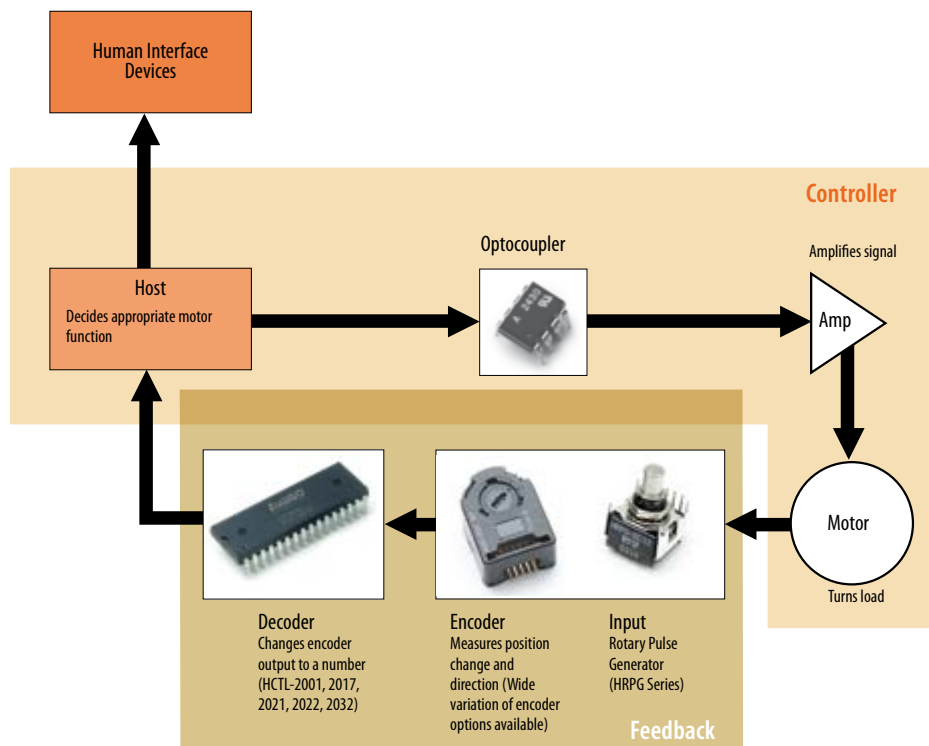 Human Interface
Devices
Controller
Optocoupler
Amplifies signal
Host
Decides appropriate motor
function
Amp
Motor
Turns load
Decoder
Changes encoder
output to a number
(HCTL-2001, 2017,
2021, 2022, 2032)
Encoder
Measures position
change and
direction (Wide
variation of encoder
options available)
Input
Rotary Pulse
Generator
(HRPG Series)
Feedback